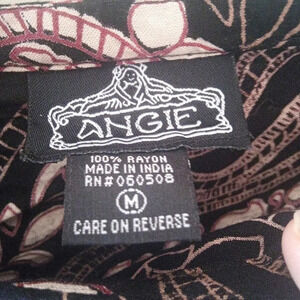 ANGIE
100% RAYON
MADE IN INDIA
RN#060508
M
CARE ON REVERSE